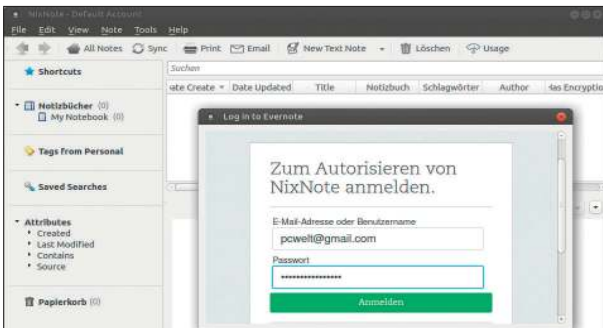 NixNote - Default Account
File Edit View Note Tools Help
All Notes Sync Print Email New Text Note Löschen Usage
Shortcuts
Suchen
ate Create Date Updated Title Notizbuch Schlagwörter Author Has Encryptio
Notizbücher (0)
My Notebook (0)
Log in to Evernote
Tags from Personal
Zum Autorisieren von
NixNote anmelden.
Saved Searches
E-Mail-Adresse oder Benutzername
pcwelt@gmail.com
Attributes
Created
Last Modified
Contains
Source
Passwort
••••••••••••••••
Anmelden
Papierkorb (0)